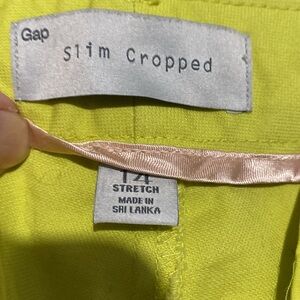 Gap
Slim Cropped
14
STRETCH
MADE IN
SRI LANKA